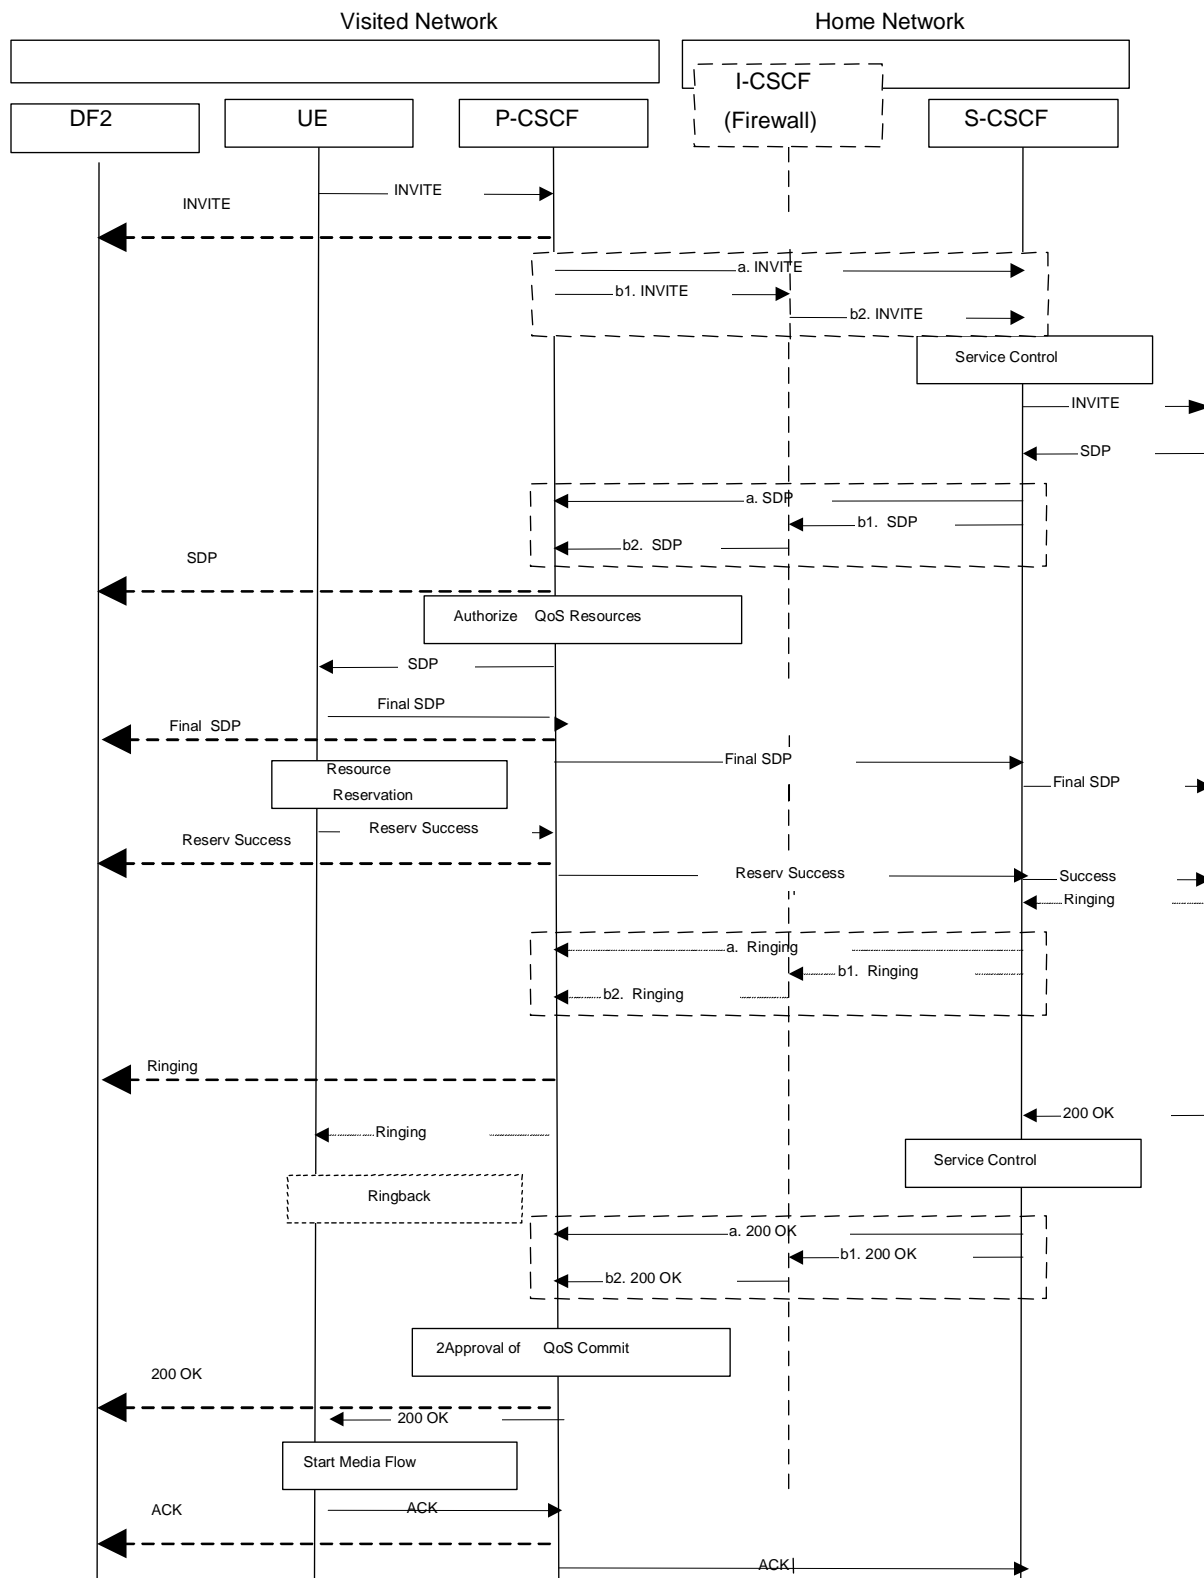 Visited Network
Home Network
DF2
UE
P-CSCF
I-CSCF
(Firewall)
S-CSCF
INVITE
INVITE
a. INVITE
b1. INVITE
b2. INVITE
Service Control
INVITE
SDP
a. SDP
b1. SDP
b2. SDP
SDP
Authorize QoS Resources
SDP
Final SDP
Final SDP
Final SDP
Resource
Reservation
Final SDP
Reserv Success
Reserv Success
Reserv Success
Success
Ringing
a. Ringing
b1. Ringing
b2. Ringing
Ringing
200 OK
Ringing
Service Control
Ringback
a. 200 OK
b1. 200 OK
b2. 200 OK
2Approval of QoS Commit
200 OK
200 OK
Start Media Flow
ACK
ACK
ACK